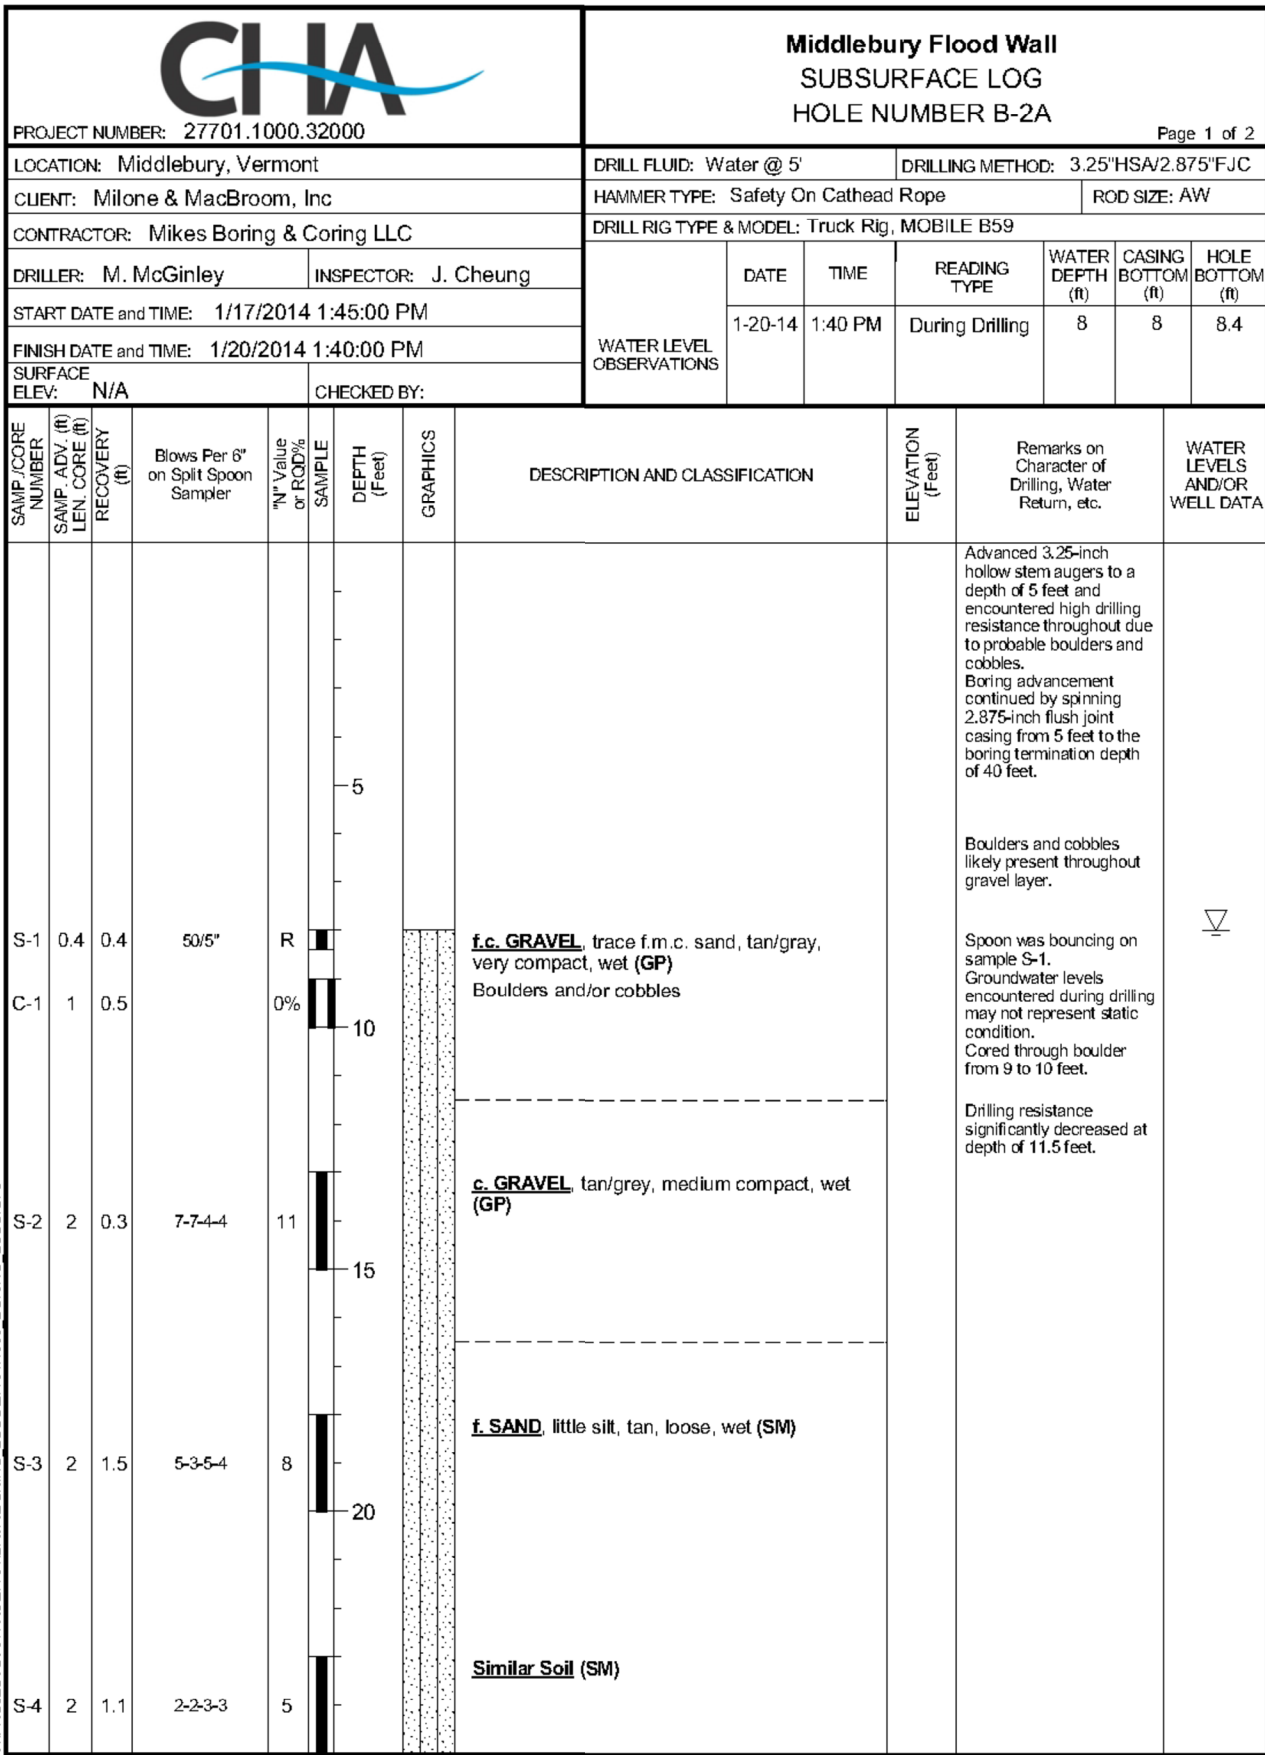 CHA
PROJECT NUMBER: 27701.1000.32000
Middlebury Flood Wall
SUBSURFACE LOG
HOLE NUMBER B-2A
Page 1 of 2
LOCATION: Middlebury, Vermont
CLIENT: Milone & MacBroom, Inc
CONTRACTOR: Mikes Boring & Coring LLC
DRILLER: M. McGinley INSPECTOR: J. Cheung
START DATE and TIME: 1/17/2014 1:45:00 PM
FINISH DATE and TIME: 1/20/2014 1:40:00 PM
SURFACE
ELEV: N/A CHECKED BY:
DRILL FLUID: Water @ 5' DRILLING METHOD: 3.25"HSA/2.875"FJC
HAMMER TYPE: Safety On Cathead Rope ROD SIZE: AW
DRILL RIG TYPE & MODEL: Truck Rig, MOBILE B59
WATER LEVEL
OBSERVATIONS
DATE
TIME
READING
TYPE
WATER
DEPTH
(ft)
CASING
BOTTOM
(ft)
HOLE
BOTTOM
(ft)
1-20-14 1:40 PM During Drilling 8 8 8.4
SAMP./CORE
NUMBER
SAMP. ADV. (ft)
LEN. CORE (ft)
RECOVERY
(ft)
Blows Per 6"
on Split Spoon
Sampler
"N" Value
or RQD%
SAMPLE
DEPTH
(Feet)
GRAPHICS
DESCRIPTION AND CLASSIFICATION
ELEVATION
(Feet)
Remarks on
Character of
Drilling, Water
Return, etc.
WATER
LEVELS
AND/OR
WELL DATA
Advanced 3.25-inch
hollow stem augers to a
depth of 5 feet and
encountered high drilling
resistance throughout due
to probable boulders and
cobbles.
Boring advancement
continued by spinning
2.875-inch flush joint
casing from 5 feet to the
boring termination depth
of 40 feet.
5
Boulders and cobbles
likely present throughout
gravel layer.
S-1 0.4 0.4 50/5" R
f.c. GRAVEL, trace f.m.c. sand, tan/gray,
very compact, wet (GP)
Boulders and/or cobbles
Spoon was bouncing on
sample S-1.
Groundwater levels
encountered during drilling
may not represent static
condition.
Cored through boulder
from 9 to 10 feet.
C-1 1 0.5 0%
10
Drilling resistance
significantly decreased at
depth of 11.5 feet.
c. GRAVEL, tan/grey, medium compact, wet
(GP)
S-2 2 0.3 7-7-4-4 11
15
f. SAND, little silt, tan, loose, wet (SM)
S-3 2 1.5 5-3-5-4 8
20
Similar Soil (SM)
S-4 2 1.1 2-2-3-3 5